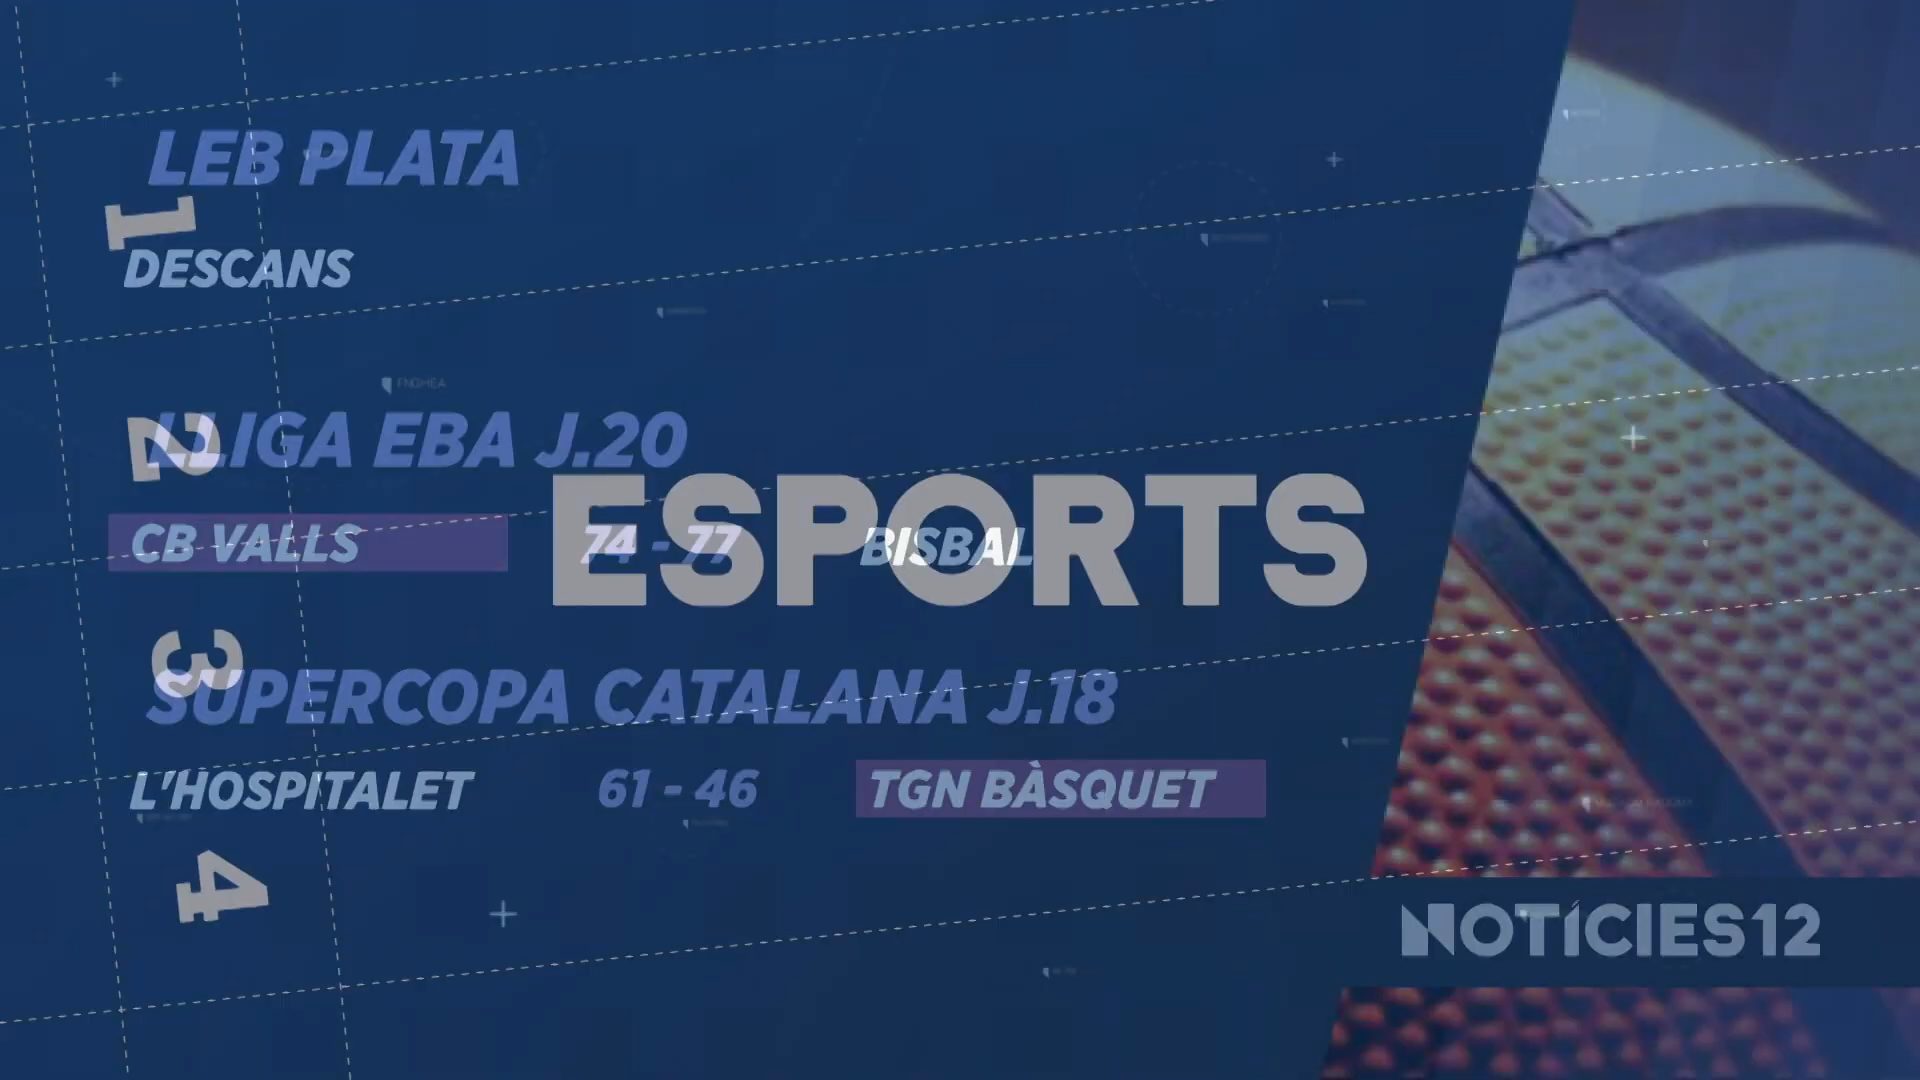 LEB PLATA
1
DESCANS
2
LLIGA EBA J.20
ESPORTS
CB VALLS 74 - 77 BISBAL
3
SUPERCOPA CATALANA J.18
L'HOSPITALET 61 - 46 TGN BÀSQUET
4
NOTÍCIES12